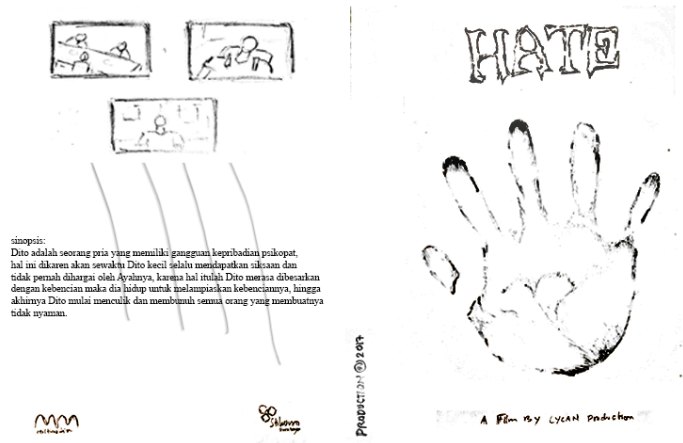 sinopsis:
Dito adalah seorang pria yang memiliki gangguan kepribadian psikopat,
hal ini dikaren akan sewaktu Dito kecil selalu mendapatkan siksaan dan
tidak pernah dihargai oleh Ayahnya, karena hal itulah Dito merasa dibesarkan
dengan kebencian maka dia hidup untuk melampiaskan kebenciannya, hingga
akhirnya Dito mulai menculik dan membunuh semua orang yang membuatnya
tidak nyaman.
PRODUCTION © 2017
HATE
A Film BY LYCAN Production